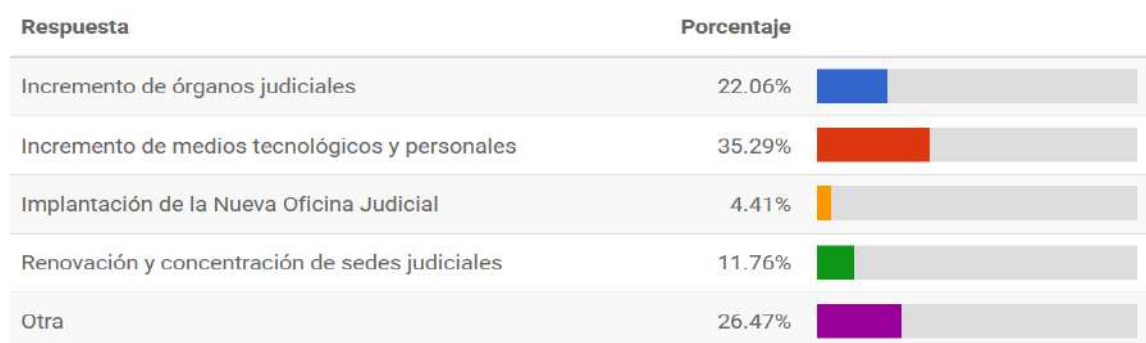 Respuesta Porcentaje
Incremento de órganos judiciales 22.06%
Incremento de medios tecnológicos y personales 35.29%
Implantación de la Nueva Oficina Judicial 4.41%
Renovación y concentración de sedes judiciales 11.76%
Otra 26.47%